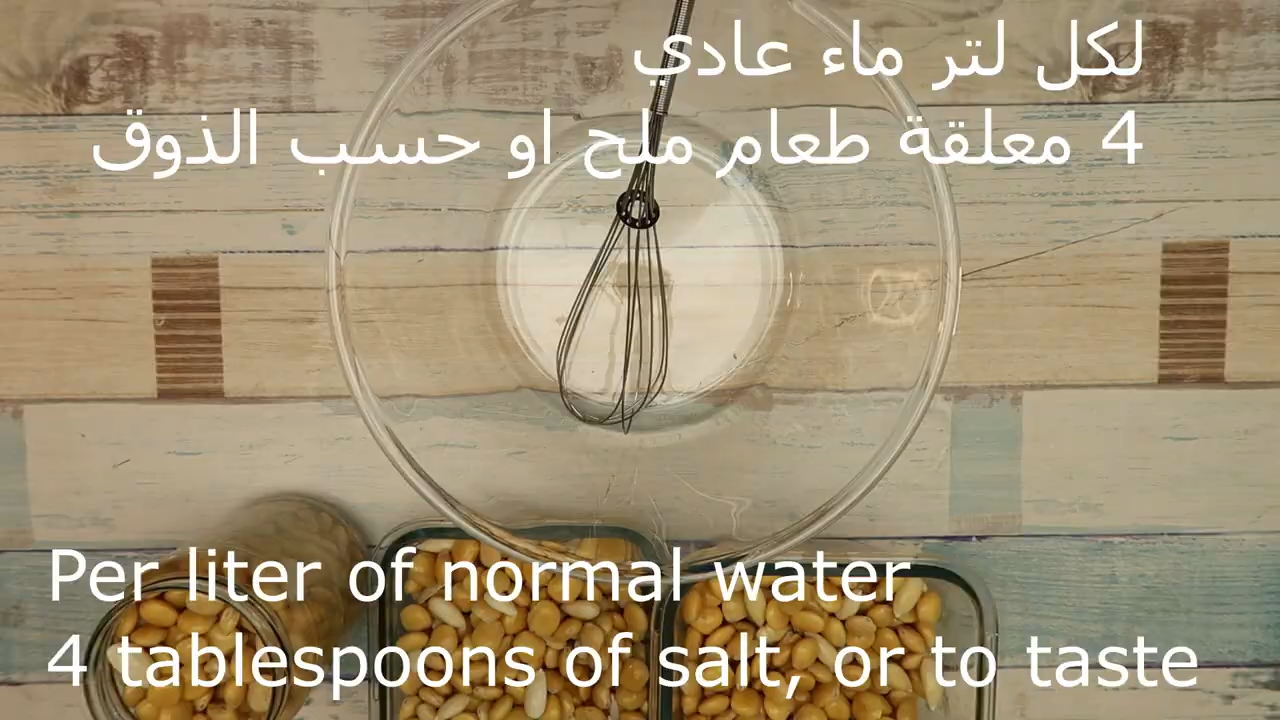 لكل لتر ماء عادي
4 معلقة طعام ملح او حسب الذوق
Per liter of normal water
4 tablespoons of salt, or to taste